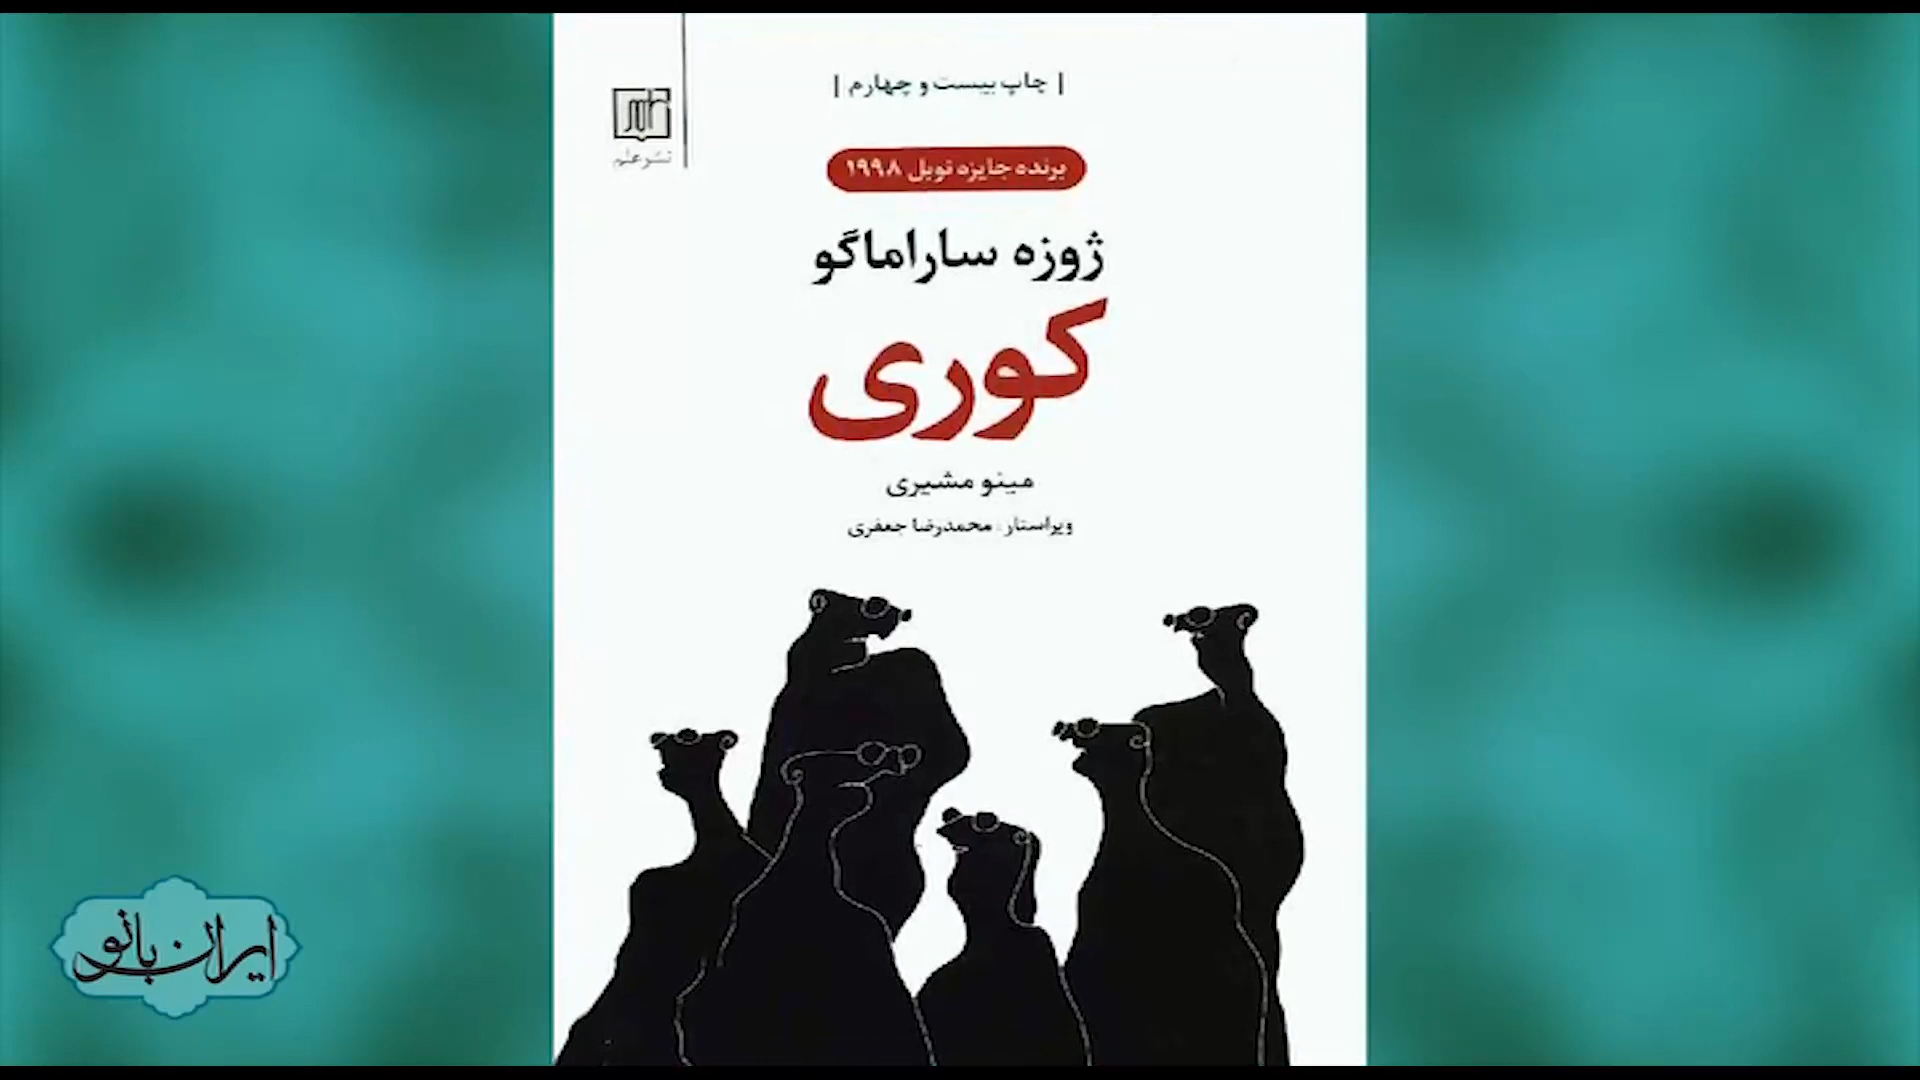 | چاپ بیست و چهارم |
نشر علم
برنده جایزه نوبل ۱۹۹۸
ژوزه ساراماگو
کوری
مینو مشیری
ویراستار: محمدرضا جعفری
ایران بانو